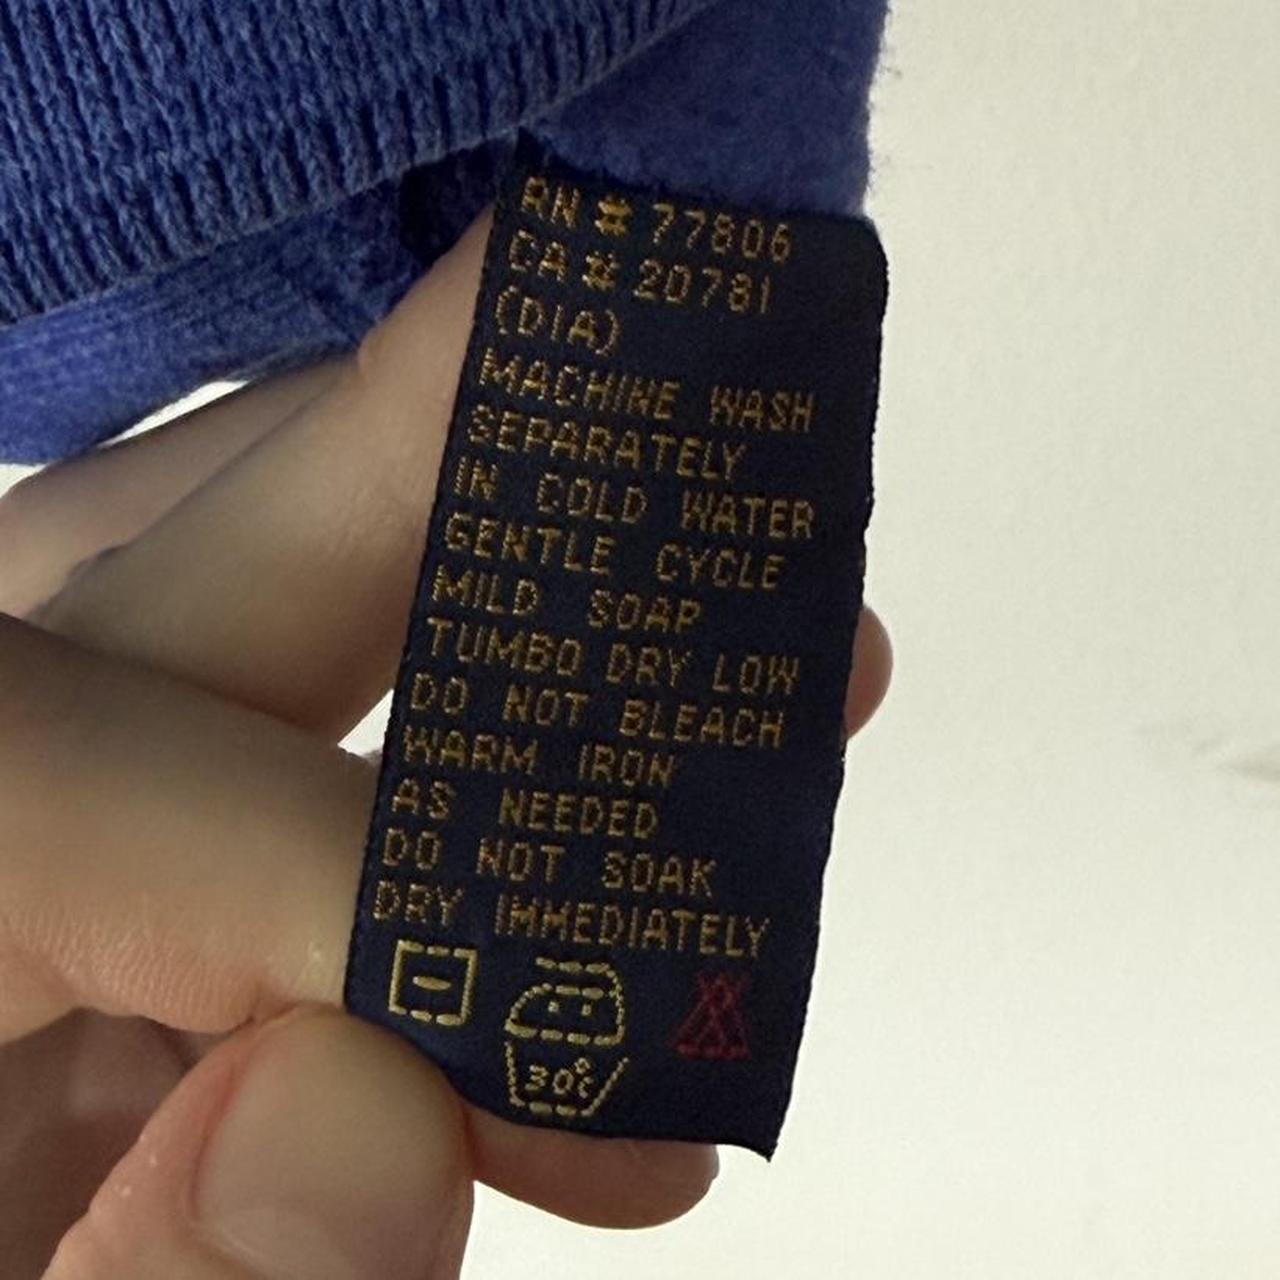 RN # 77806
CA # 20781
(DIA)
MACHINE WASH
SEPARATELY
IN COLD WATER
GENTLE CYCLE
MILD SOAP
TUMBO DRY LOW
DO NOT BLEACH
WARM IRON
AS NEEDED
DO NOT SOAK
DRY IMMEDIATELY
30°C